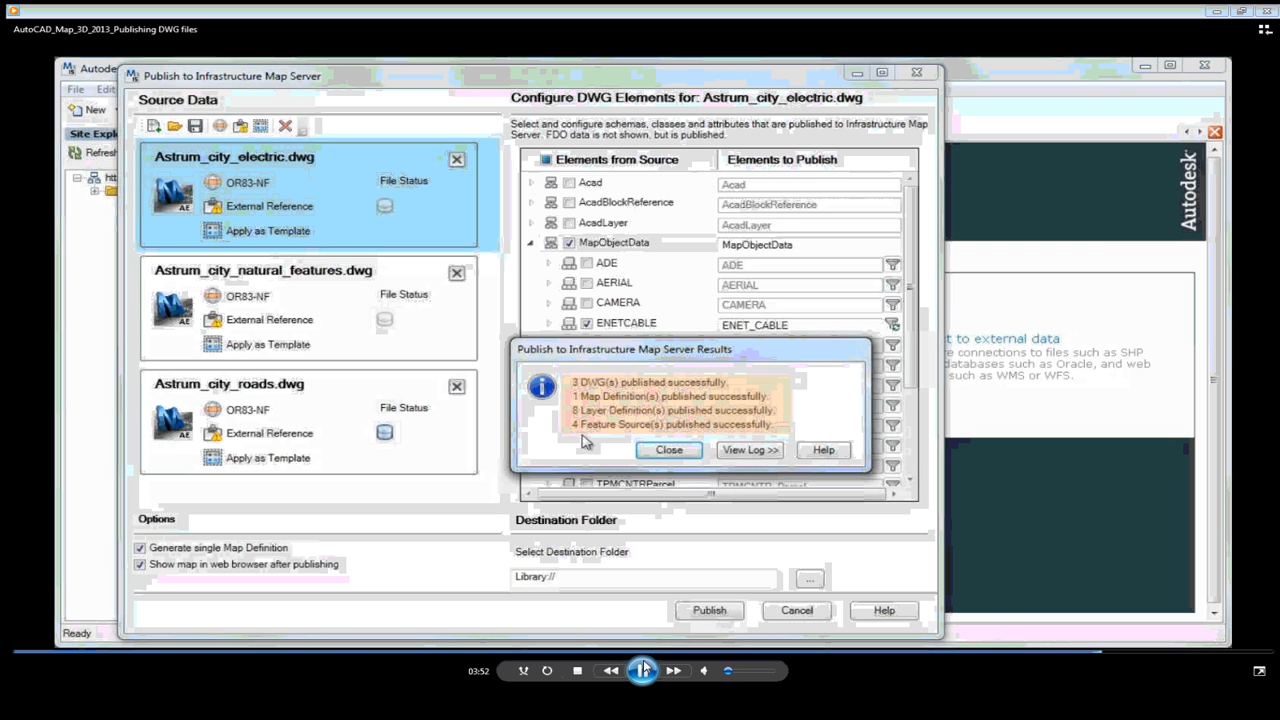 AutoCAD_Map_3D_2013_Publishing DWG files
Autode
File Edit
New
Site Expl
Refres
htt
Publish to Infrastructure Map Server
Source Data
Astrum_city_electric.dwg
OR83-NF
File Status
External Reference
Apply as Template
AE
Astrum_city_natural_features.dwg
OR83-NF
File Status
External Reference
Apply as Template
AE
Astrum_city_roads.dwg
OR83-NF
File Status
External Reference
Apply as Template
AE
Options
Generate single Map Definition
Show map in web browser after publishing
Configure DWG Elements for: Astrum_city_electric.dwg
Select and configure schemas, classes and attributes that are published to Infrastructure Map
Server. FDO data is not shown, but is published.
Elements from Source Elements to Publish
Acad Acad
AcadBlockReference AcadBlockReference
AcadLayer AcadLayer
MapObjectData MapObjectData
ADE ADE
AERIAL AERIAL
CAMERA CAMERA
ENETCABLE ENET_CABLE
TPMCNTRParcel TPMCNTR_Parcel
Publish to Infrastructure Map Server Results
3 DWG(s) published successfully.
1 Map Definition(s) published successfully.
8 Layer Definition(s) published successfully.
4 Feature Source(s) published successfully.
Close View Log >> Help
Destination Folder
Select Destination Folder
Library://
...
Publish Cancel Help
Autodesk
t to external data
e connections to files such as SHP
databases such as Oracle, and web
such as WMS or WFS.
Ready
03:52